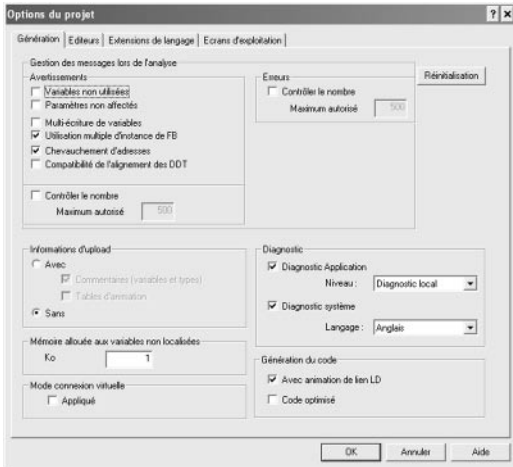 Options du projet
Génération Editeurs Extensions de langage Ecrans d'exploitation
Gestion des messages lors de l'analyse
Avertissements
Variables non utilisées
Paramètres non affectés
Multi-écriture de variables
Utilisation multiple d'instance de FB
Chevauchement d'adresses
Compatibilité de l'alignement des DDT
Contrôler le nombre
Maximum autorisé 500
Erreurs
Contrôler le nombre
Maximum autorisé 500
Réinitialisation
Informations d'upload
Avec
Commentaires (variables et types)
Tables d'animation
Sans
Mémoire allouée aux variables non localisées
Ko 1
Mode connexion virtuelle
Appliqué
Diagnostic
Diagnostic Application
Niveau : Diagnostic local
Diagnostic système
Langage : Anglais
Génération du code
Avec animation de lien LD
Code optimisé
OK Annuler Aide